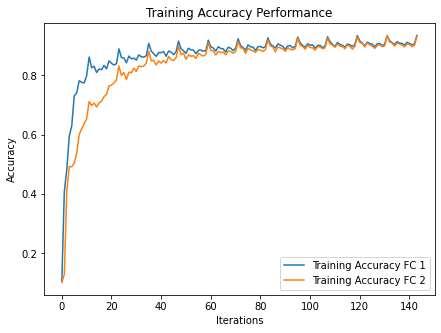 Training Accuracy Performance
Accuracy
0.8
0.6
0.4
0.2
0 20 40 60 80 100 120 140
Iterations
Training Accuracy FC 1
Training Accuracy FC 2